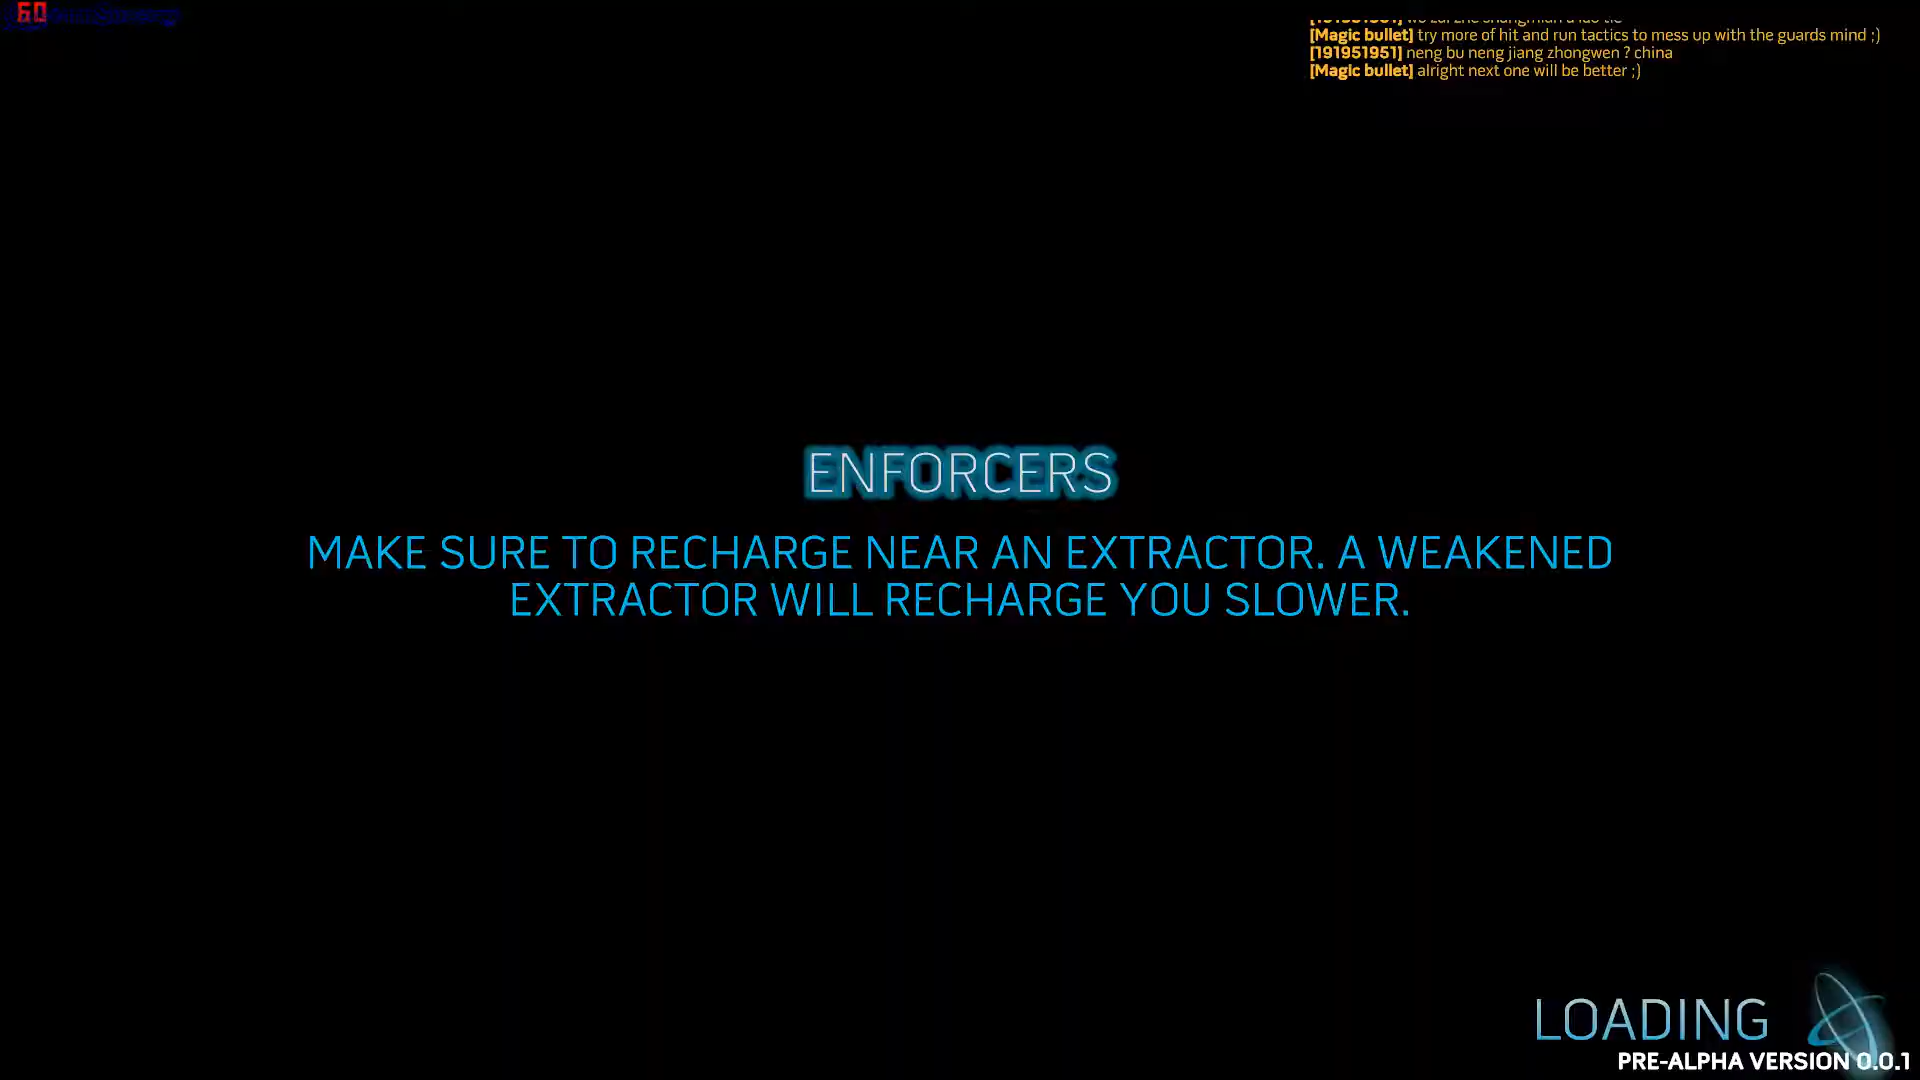 60
[Magic bullet] try more of hit and run tactics to mess up with the guards mind ;)
[191951951] neng bu neng jiang zhongwen ? china
[Magic bullet] alright next one will be better ;)
ENFORCERS
MAKE SURE TO RECHARGE NEAR AN EXTRACTOR. A WEAKENED
EXTRACTOR WILL RECHARGE YOU SLOWER.
LOADING
PRE-ALPHA VERSION 0.0.1